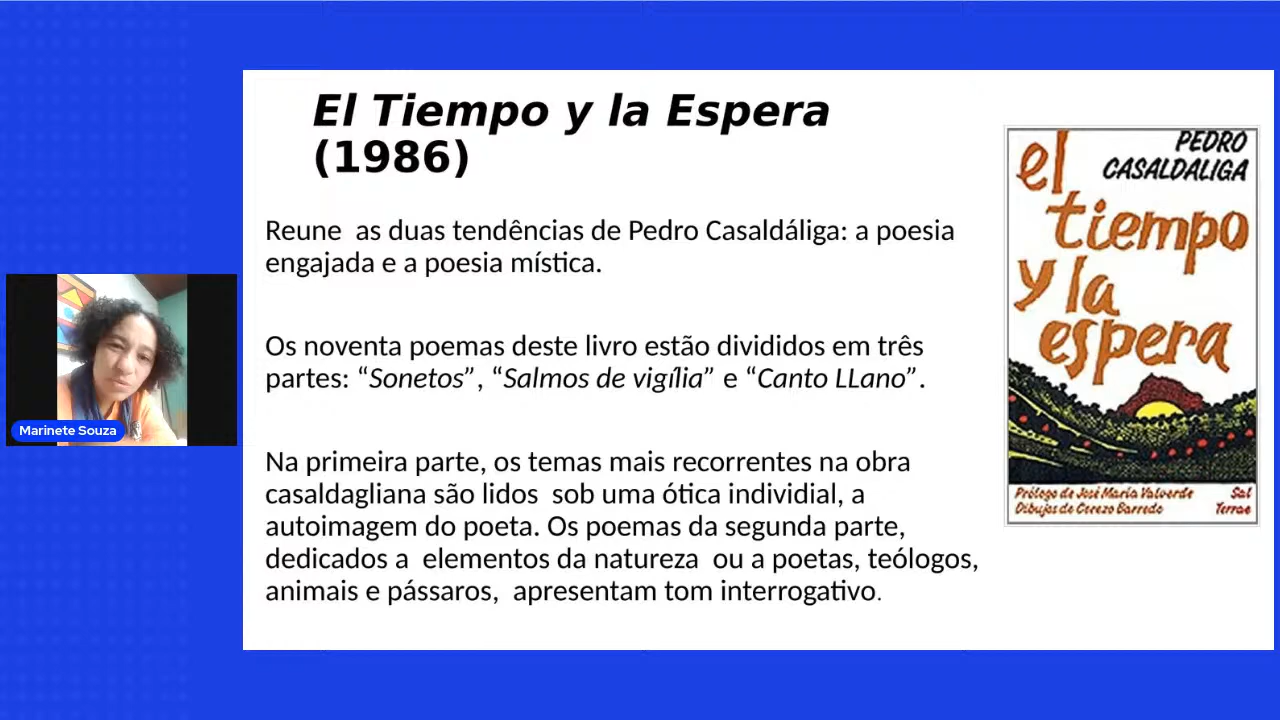 El Tiempo y la Espera
(1986)
Reune as duas tendências de Pedro Casaldáliga: a poesia
engajada e a poesia mística.
Os noventa poemas deste livro estão divididos em três
partes: “Sonetos”, “Salmos de vigília” e “Canto LLano”.
Na primeira parte, os temas mais recorrentes na obra
casaldagliana são lidos sob uma ótica individial, a
autoimagem do poeta. Os poemas da segunda parte,
dedicados a elementos da natureza ou a poetas, teólogos,
animais e pássaros, apresentam tom interrogativo.
PEDRO
CASALDALIGA
el
tiempo
y la
espera
Prólogo de José María Valverde
Dibujos de Cerezo Barredo
Sal
Terrae
Marinete Souza